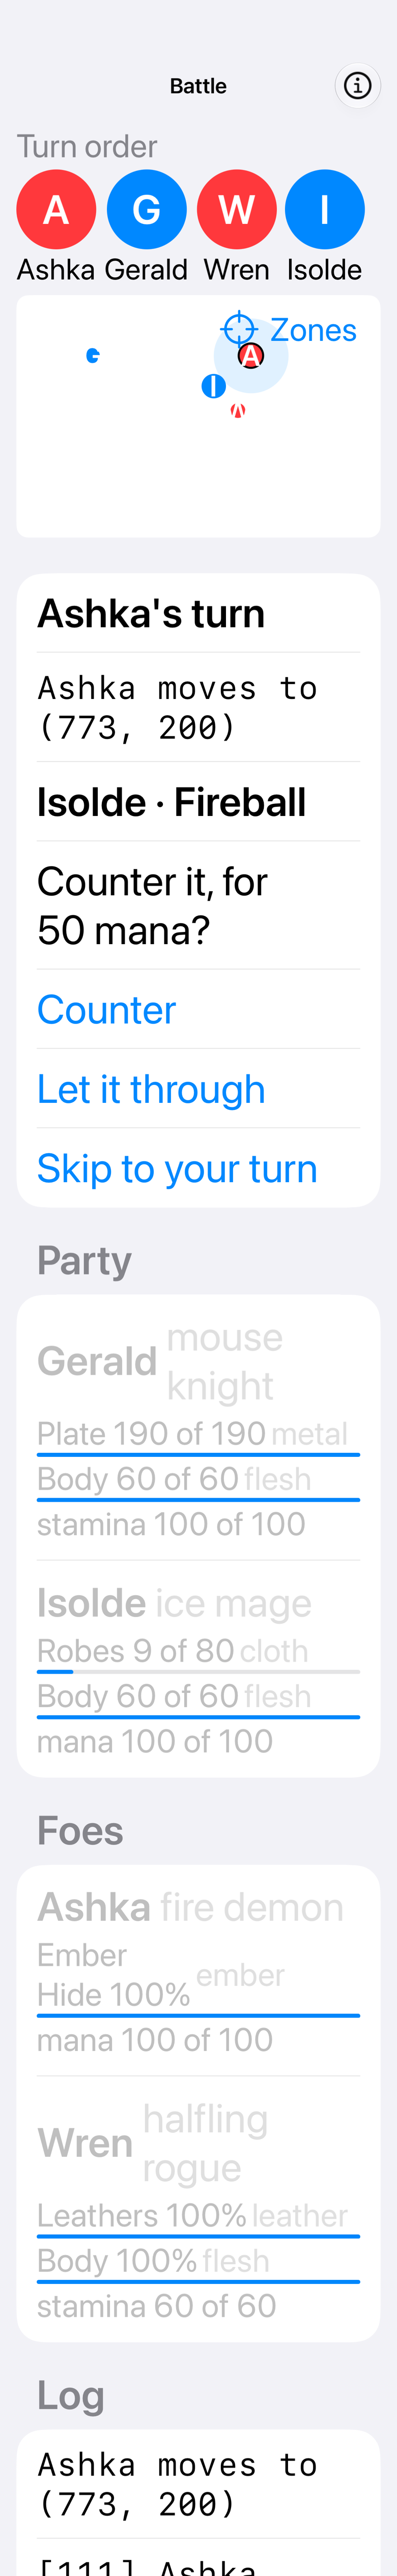 Battle
Turn order
A G W I
Ashka Gerald Wren Isolde
Zones
A
I
Ashka's turn
Ashka moves to
(773, 200)
Isolde · Fireball
Counter it, for
50 mana?
Counter
Let it through
Skip to your turn
Party
Gerald mouse
knight
Plate 190 of 190 metal
Body 60 of 60 flesh
stamina 100 of 100
Isolde ice mage
Robes 9 of 80 cloth
Body 60 of 60 flesh
mana 100 of 100
Foes
Ashka fire demon
Ember
Hide 100% ember
mana 100 of 100
Wren halfling
rogue
Leathers 100% leather
Body 100% flesh
stamina 60 of 60
Log
Ashka moves to
(773, 200)
[111] Ashka